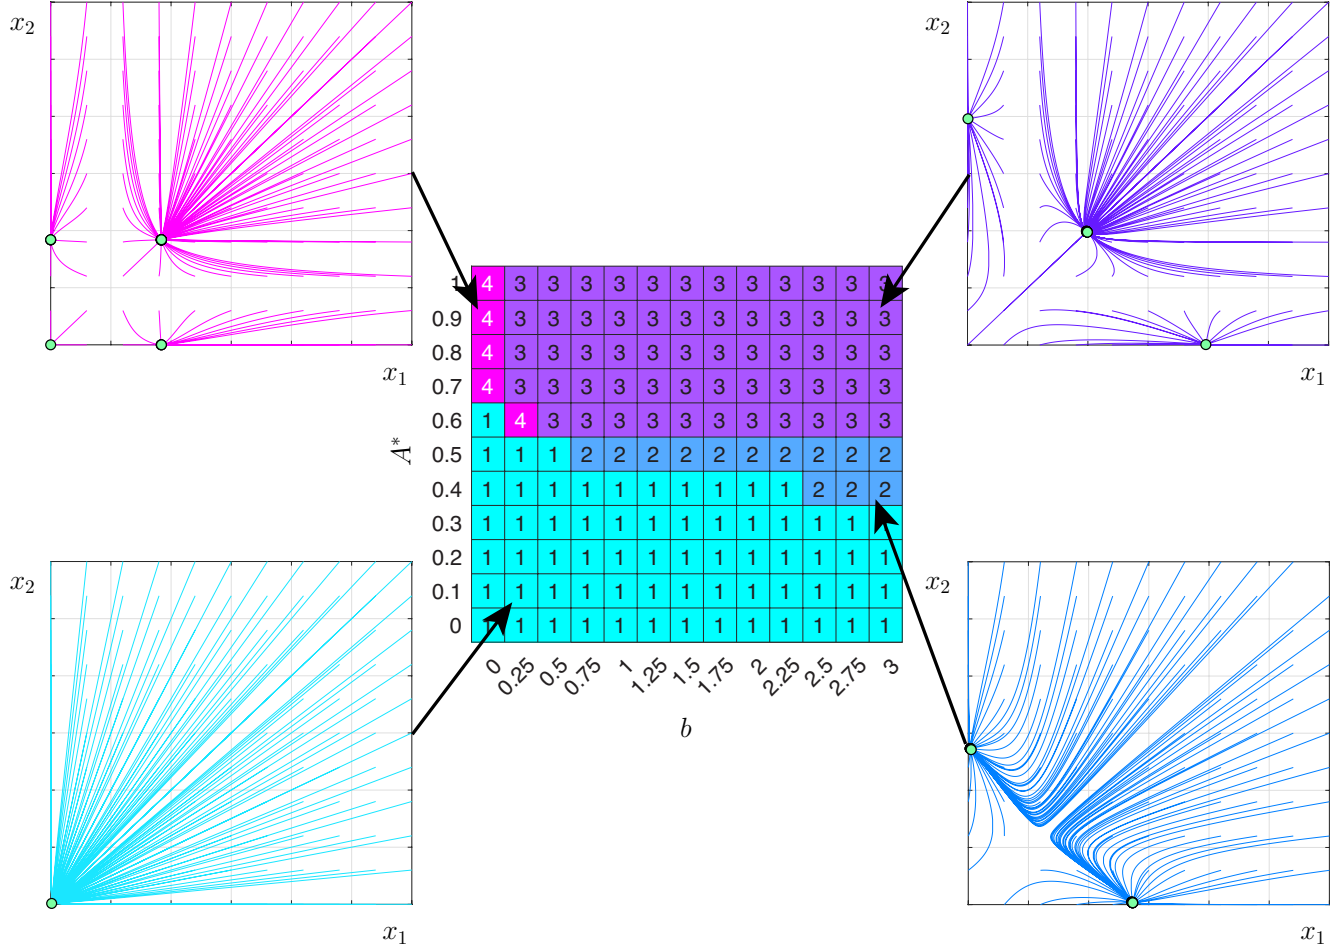 x₂
x₂
x₁
x₁
1 4 3 3 3 3 3 3 3 3 3 3 3 3
0.9 4 3 3 3 3 3 3 3 3 3 3 3 3
0.8 4 3 3 3 3 3 3 3 3 3 3 3 3
0.7 4 3 3 3 3 3 3 3 3 3 3 3 3
0.6 1 4 3 3 3 3 3 3 3 3 3 3 3
A*
0.5 1 1 1 2 2 2 2 2 2 2 2 2 2
0.4 1 1 1 1 1 1 1 1 1 1 2 2 2
0.3 1 1 1 1 1 1 1 1 1 1 1 1 1
0.2 1 1 1 1 1 1 1 1 1 1 1 1 1
0.1 1 1 1 1 1 1 1 1 1 1 1 1 1
0 1 1 1 1 1 1 1 1 1 1 1 1 1
0 0.25 0.5 0.75 1 1.25 1.5 1.75 2 2.25 2.5 2.75 3
b
x₂
x₂
x₁
x₁